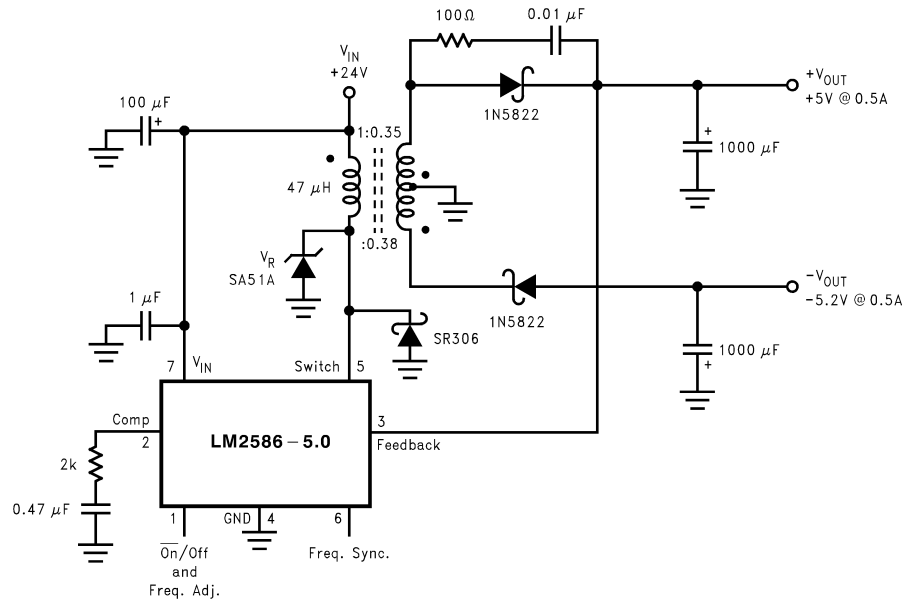 100Ω
0.01 μF
V_IN
+24V
+V_OUT
+5V @ 0.5A
100 μF
+
1N5822
1:0.35
+
1000 μF
47 μH
:0.38
V_R
SA51A
-V_OUT
-5.2V @ 0.5A
1 μF
1N5822
SR306
1000 μF
+
7
V_IN
Switch
5
Comp
2
LM2586-5.0
3
Feedback
2k
0.47 μF
1
GND
4
6
O̅n̅/Off
and
Freq. Adj.
Freq. Sync.